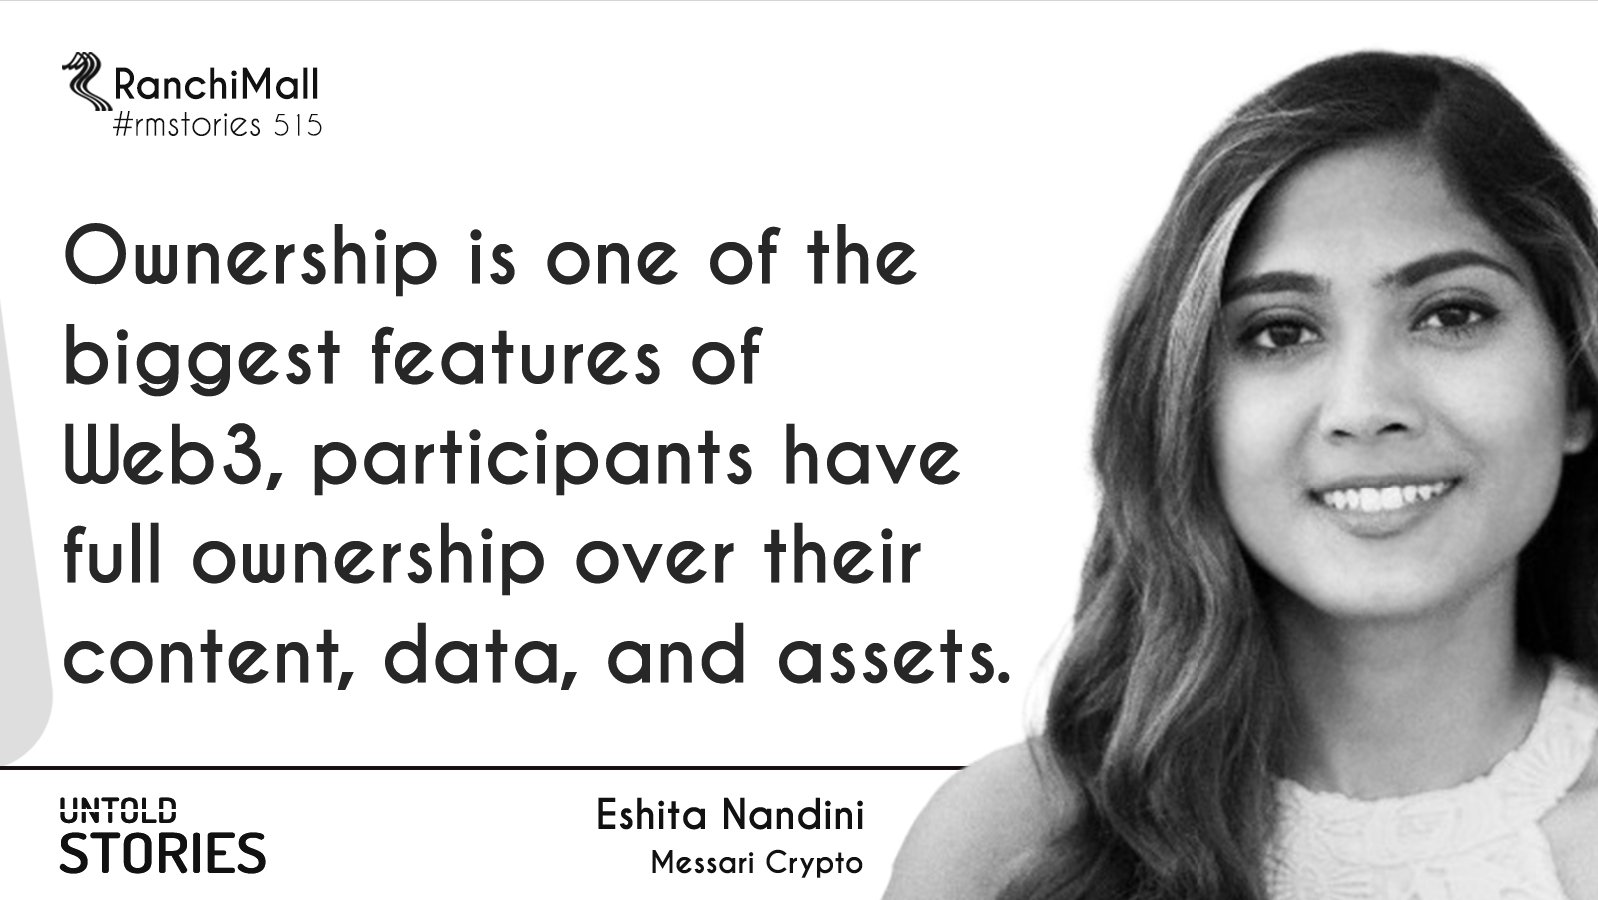 RanchiMall
#rmstories 515
Ownership is one of the
biggest features of
Web3, participants have
full ownership over their
content, data, and assets.
UNTOLD
STORIES
Eshita Nandini
Messari Crypto